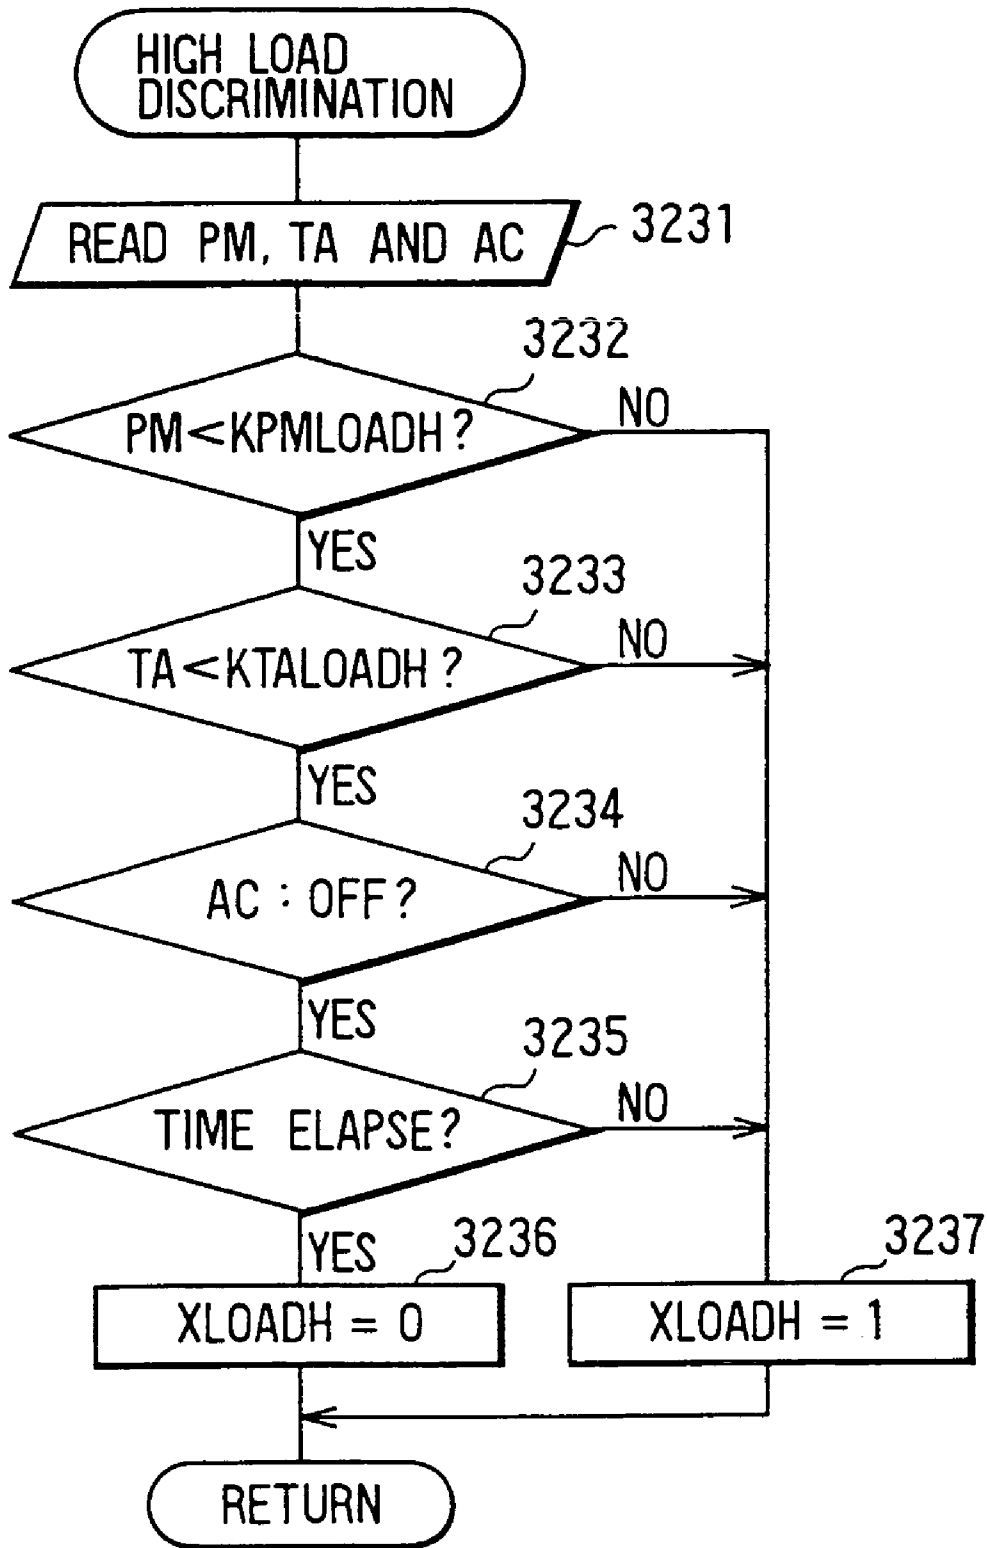 HIGH LOAD
DISCRIMINATION
READ PM, TA AND AC
3231
3232
PM<KPMLOADH?
NO
YES
3233
TA<KTALOADH?
NO
YES
3234
AC : OFF?
NO
YES
3235
TIME ELAPSE?
NO
YES
3236
3237
XLOADH = 0
XLOADH = 1
RETURN